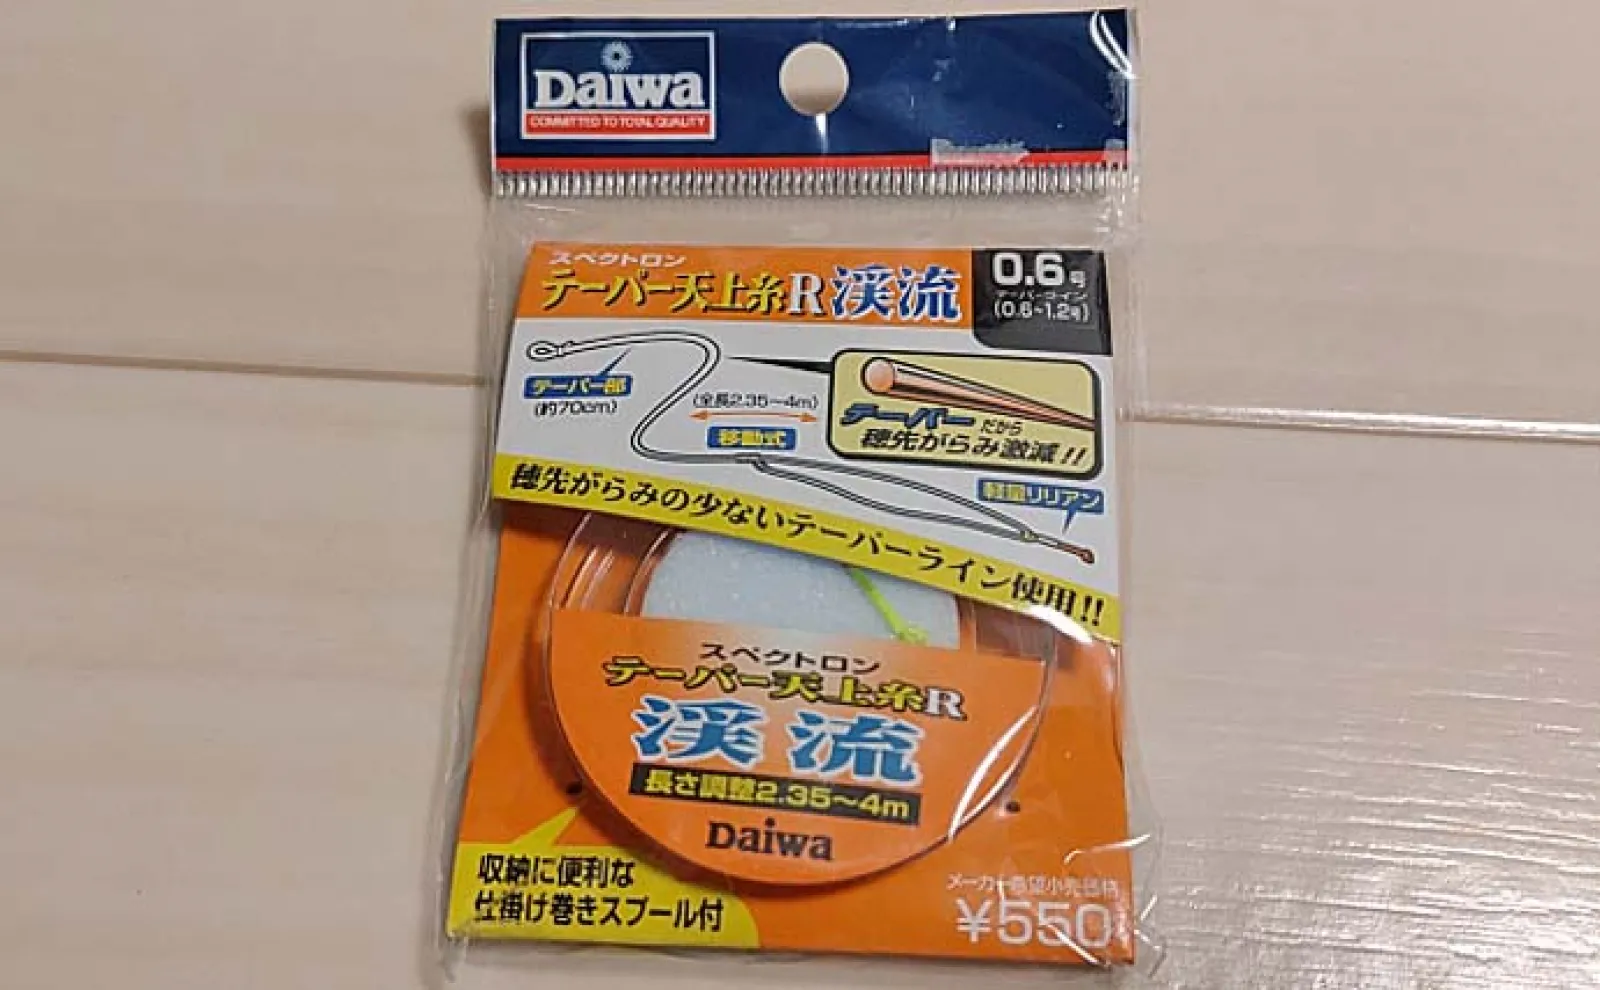 Daiwa
COMMITTED TO TOTAL QUALITY
スペクトロン
テーパー天上糸R渓流
0.6号
テーパーライン
(0.6~1.2号)
テーパー部
(約70cm)
(全長2.35~4m)
移動式
テーパーだから
穂先がらみ激減!!
軽量リリアン
穂先がらみの少ないテーパーライン使用!!
スペクトロン
テーパー天上糸R
渓流
長さ調整2.35~4m
Daiwa
収納に便利な
仕掛け巻きスプール付
メーカー希望小売価格
¥550